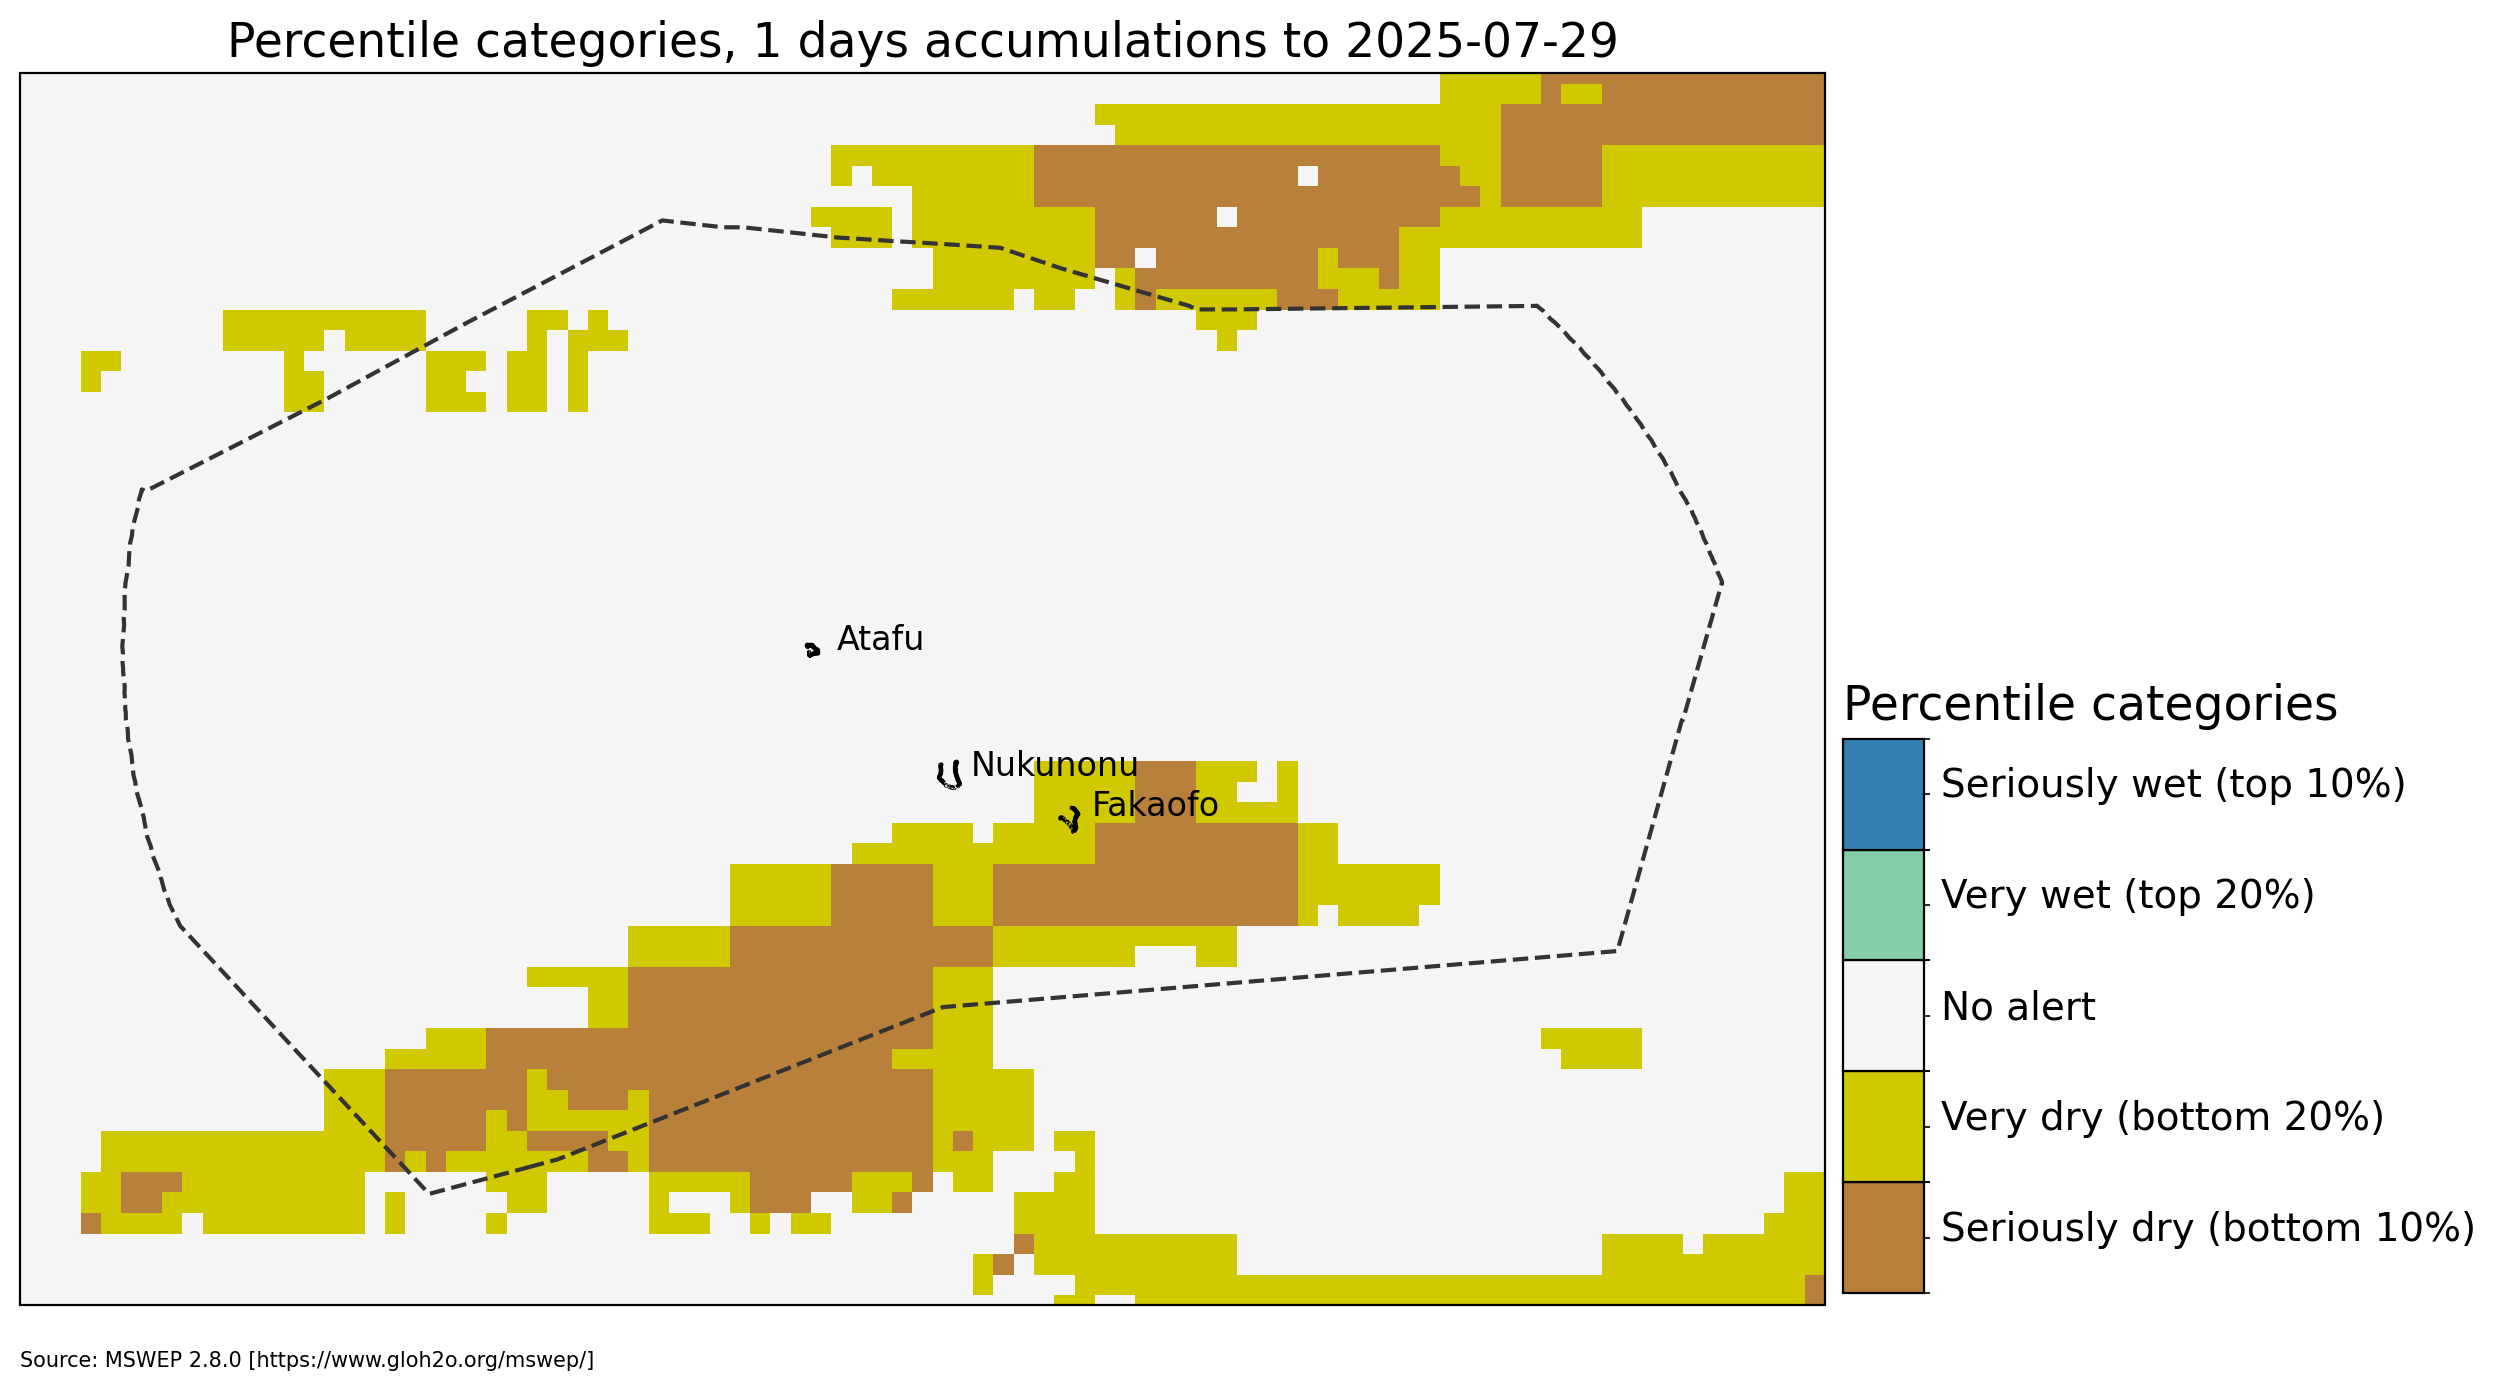 Percentile categories, 1 days accumulations to 2025-07-29
Atafu
Nukunonu
Fakaofo
Percentile categories
Seriously wet (top 10%)
Very wet (top 20%)
No alert
Very dry (bottom 20%)
Seriously dry (bottom 10%)
Source: MSWEP 2.8.0 [https://www.gloh2o.org/mswep/]